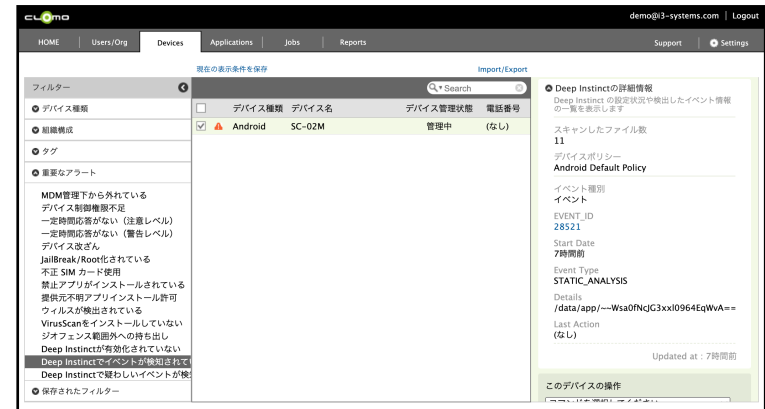 CLOMO
demo@i3-systems.com | Logout
HOME | Users/Org Devices Applications | Jobs | Reports Support | Settings
現在の表示条件を保存 Import/Export
フィルター
Search
デバイス種類
組織構成
タグ
重要なアラート
MDM管理下から外れている
デバイス制御権限不足
一定時間応答がない（注意レベル）
一定時間応答がない（警告レベル）
デバイス改ざん
JailBreak/Root化されている
不正 SIM カード使用
禁止アプリがインストールされている
提供元不明アプリインストール許可
ウィルスが検出されている
VirusScanをインストールしていない
ジオフェンス範囲外への持ち出し
Deep Instinctが有効化されていない
Deep Instinctでイベントが検知されて
Deep Instinctで疑わしいイベントが検
保存されたフィルター
デバイス種類 デバイス名 デバイス管理状態 電話番号
Android SC-02M 管理中 (なし)
Deep Instinctの詳細情報
Deep Instinct の設定状況や検出したイベント情報
の一覧を表示します
スキャンしたファイル数
11
デバイスポリシー
Android Default Policy
イベント種別
イベント
EVENT_ID
28521
Start Date
7時間前
Event Type
STATIC_ANALYSIS
Details
/data/app/~~Wsa0fNcJG3xxl0964EqWvA==
Last Action
(なし)
Updated at : 7時間前
このデバイスの操作
コマンドを選択してください